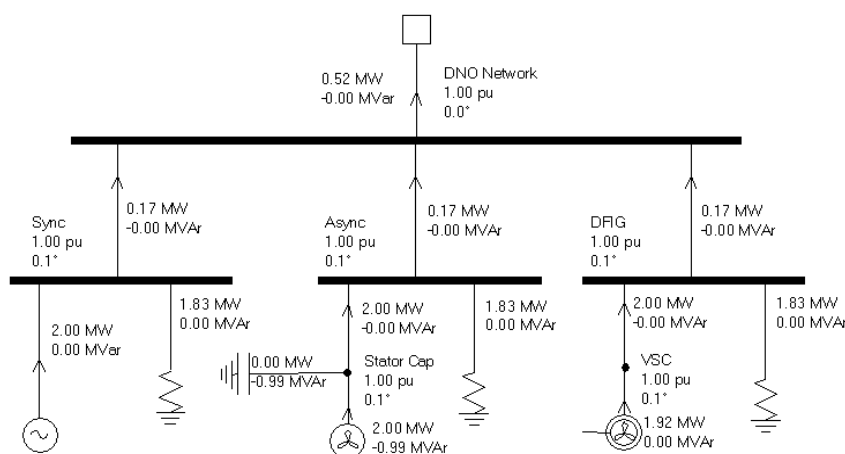 0.52 MW
-0.00 MVar
DNO Network
1.00 pu
0.0°
Sync
1.00 pu
0.1°
0.17 MW
-0.00 MVAr
Async
1.00 pu
0.1°
0.17 MW
-0.00 MVAr
DFIG
1.00 pu
0.1°
0.17 MW
-0.00 MVAr
2.00 MW
0.00 MVar
1.83 MW
0.00 MVAr
2.00 MW
-0.00 MVAr
1.83 MW
0.00 MVAr
0.00 MW
-0.99 MVAr
Stator Cap
1.00 pu
0.1°
2.00 MW
-0.99 MVAr
2.00 MW
-0.00 MVAr
1.83 MW
0.00 MVAr
VSC
1.00 pu
0.1°
1.92 MW
0.00 MVAr